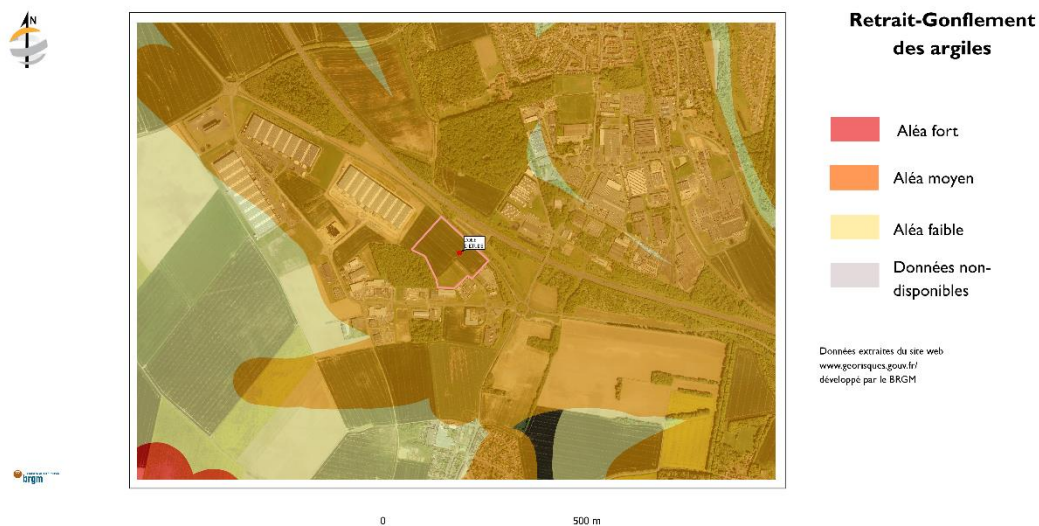 N
Retrait-Gonflement
des argiles
Aléa fort
Aléa moyen
Aléa faible
Données non-
disponibles
Données extraites du site web
www.georisques.gouv.fr/
développé par le BRGM
brgm
0
500 m